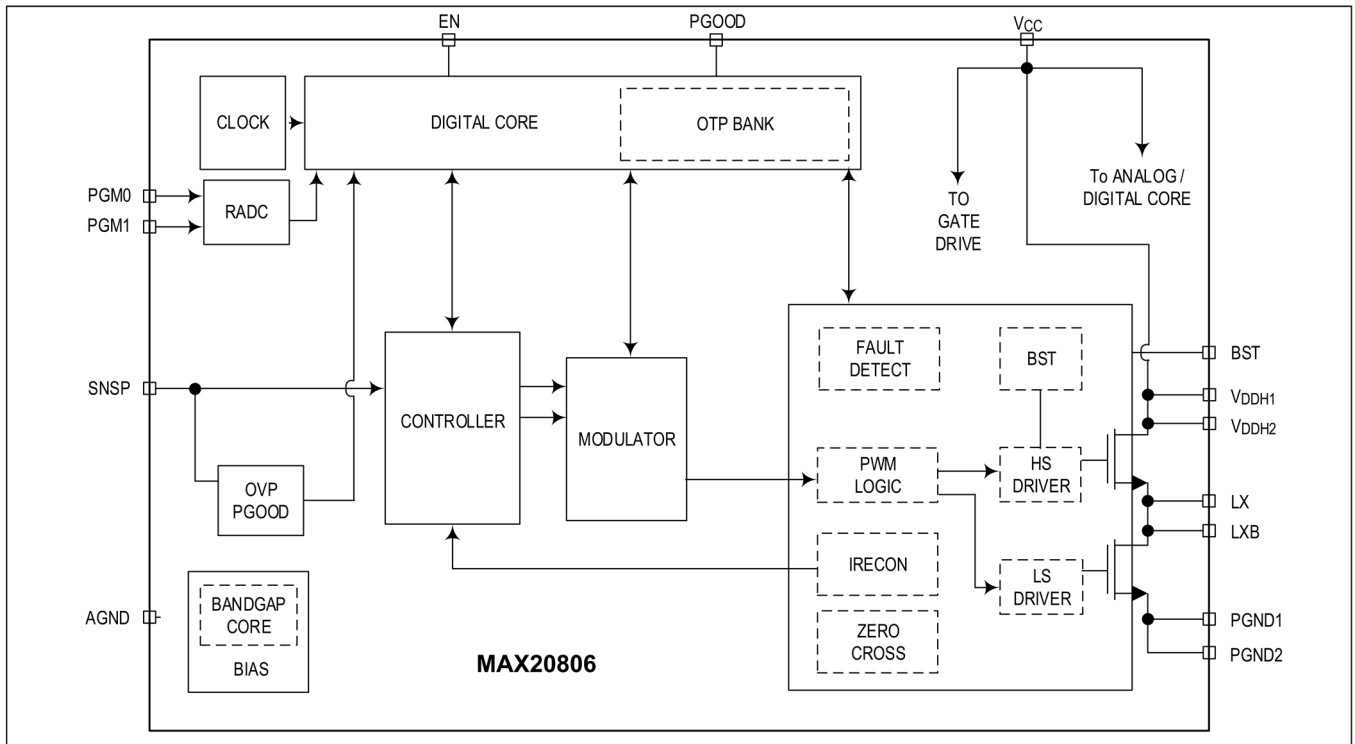 EN
PGOOD
VCC
CLOCK
DIGITAL CORE
OTP BANK
PGM0
PGM1
RADC
TO
GATE
DRIVE
To ANALOG /
DIGITAL CORE
SNSP
CONTROLLER
MODULATOR
OVP
PGOOD
FAULT
DETECT
BST
PWM
LOGIC
HS
DRIVER
IRECON
LS
DRIVER
ZERO
CROSS
BST
VDDH1
VDDH2
LX
LXB
PGND1
PGND2
AGND
BANDGAP
CORE
BIAS
MAX20806